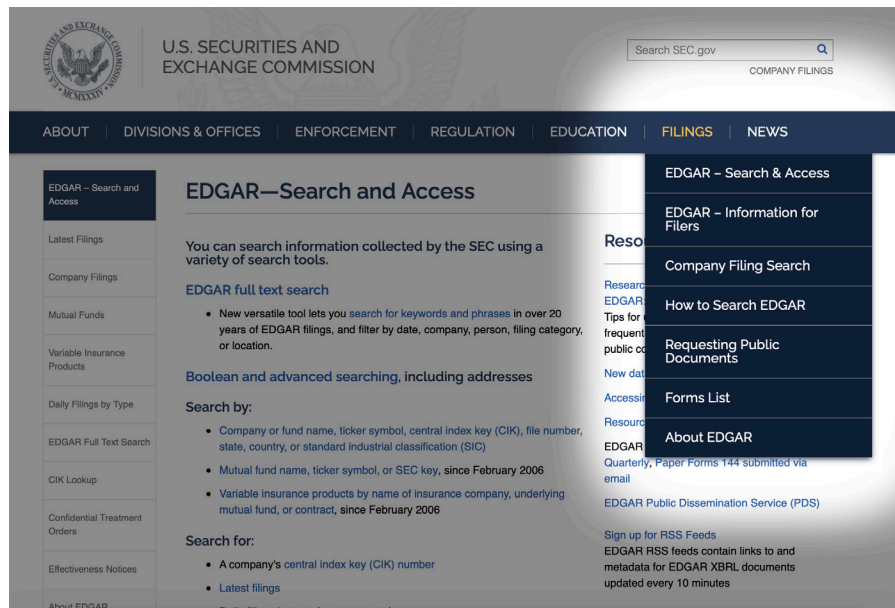 U.S. SECURITIES AND
EXCHANGE COMMISSION
Search SEC.gov
COMPANY FILINGS
ABOUT | DIVISIONS & OFFICES | ENFORCEMENT | REGULATION | EDUCATION | FILINGS | NEWS
EDGAR – Search & Access
EDGAR – Information for
Filers
Company Filing Search
How to Search EDGAR
Requesting Public
Documents
Forms List
About EDGAR
EDGAR – Search and
Access
Latest Filings
Company Filings
Mutual Funds
Variable Insurance
Products
Daily Filings by Type
EDGAR Full Text Search
CIK Lookup
Confidential Treatment
Orders
Effectiveness Notices
About EDGAR
EDGAR—Search and Access
You can search information collected by the SEC using a
variety of search tools.
EDGAR full text search
• New versatile tool lets you search for keywords and phrases in over 20
years of EDGAR filings, and filter by date, company, person, filing category,
or location.
Boolean and advanced searching, including addresses
Search by:
• Company or fund name, ticker symbol, central index key (CIK), file number,
state, country, or standard industrial classification (SIC)
• Mutual fund name, ticker symbol, or SEC key, since February 2006
• Variable insurance products by name of insurance company, underlying
mutual fund, or contract, since February 2006
Search for:
• A company's central index key (CIK) number
• Latest filings
EDGAR:
Tips for
frequent
public
New
EDGAR
Quarterly, Paper Forms 144 submitted via
email
EDGAR Public Dissemination Service (PDS)
Sign up for RSS Feeds
EDGAR RSS feeds contain links to and
metadata for EDGAR XBRL documents
updated every 10 minutes